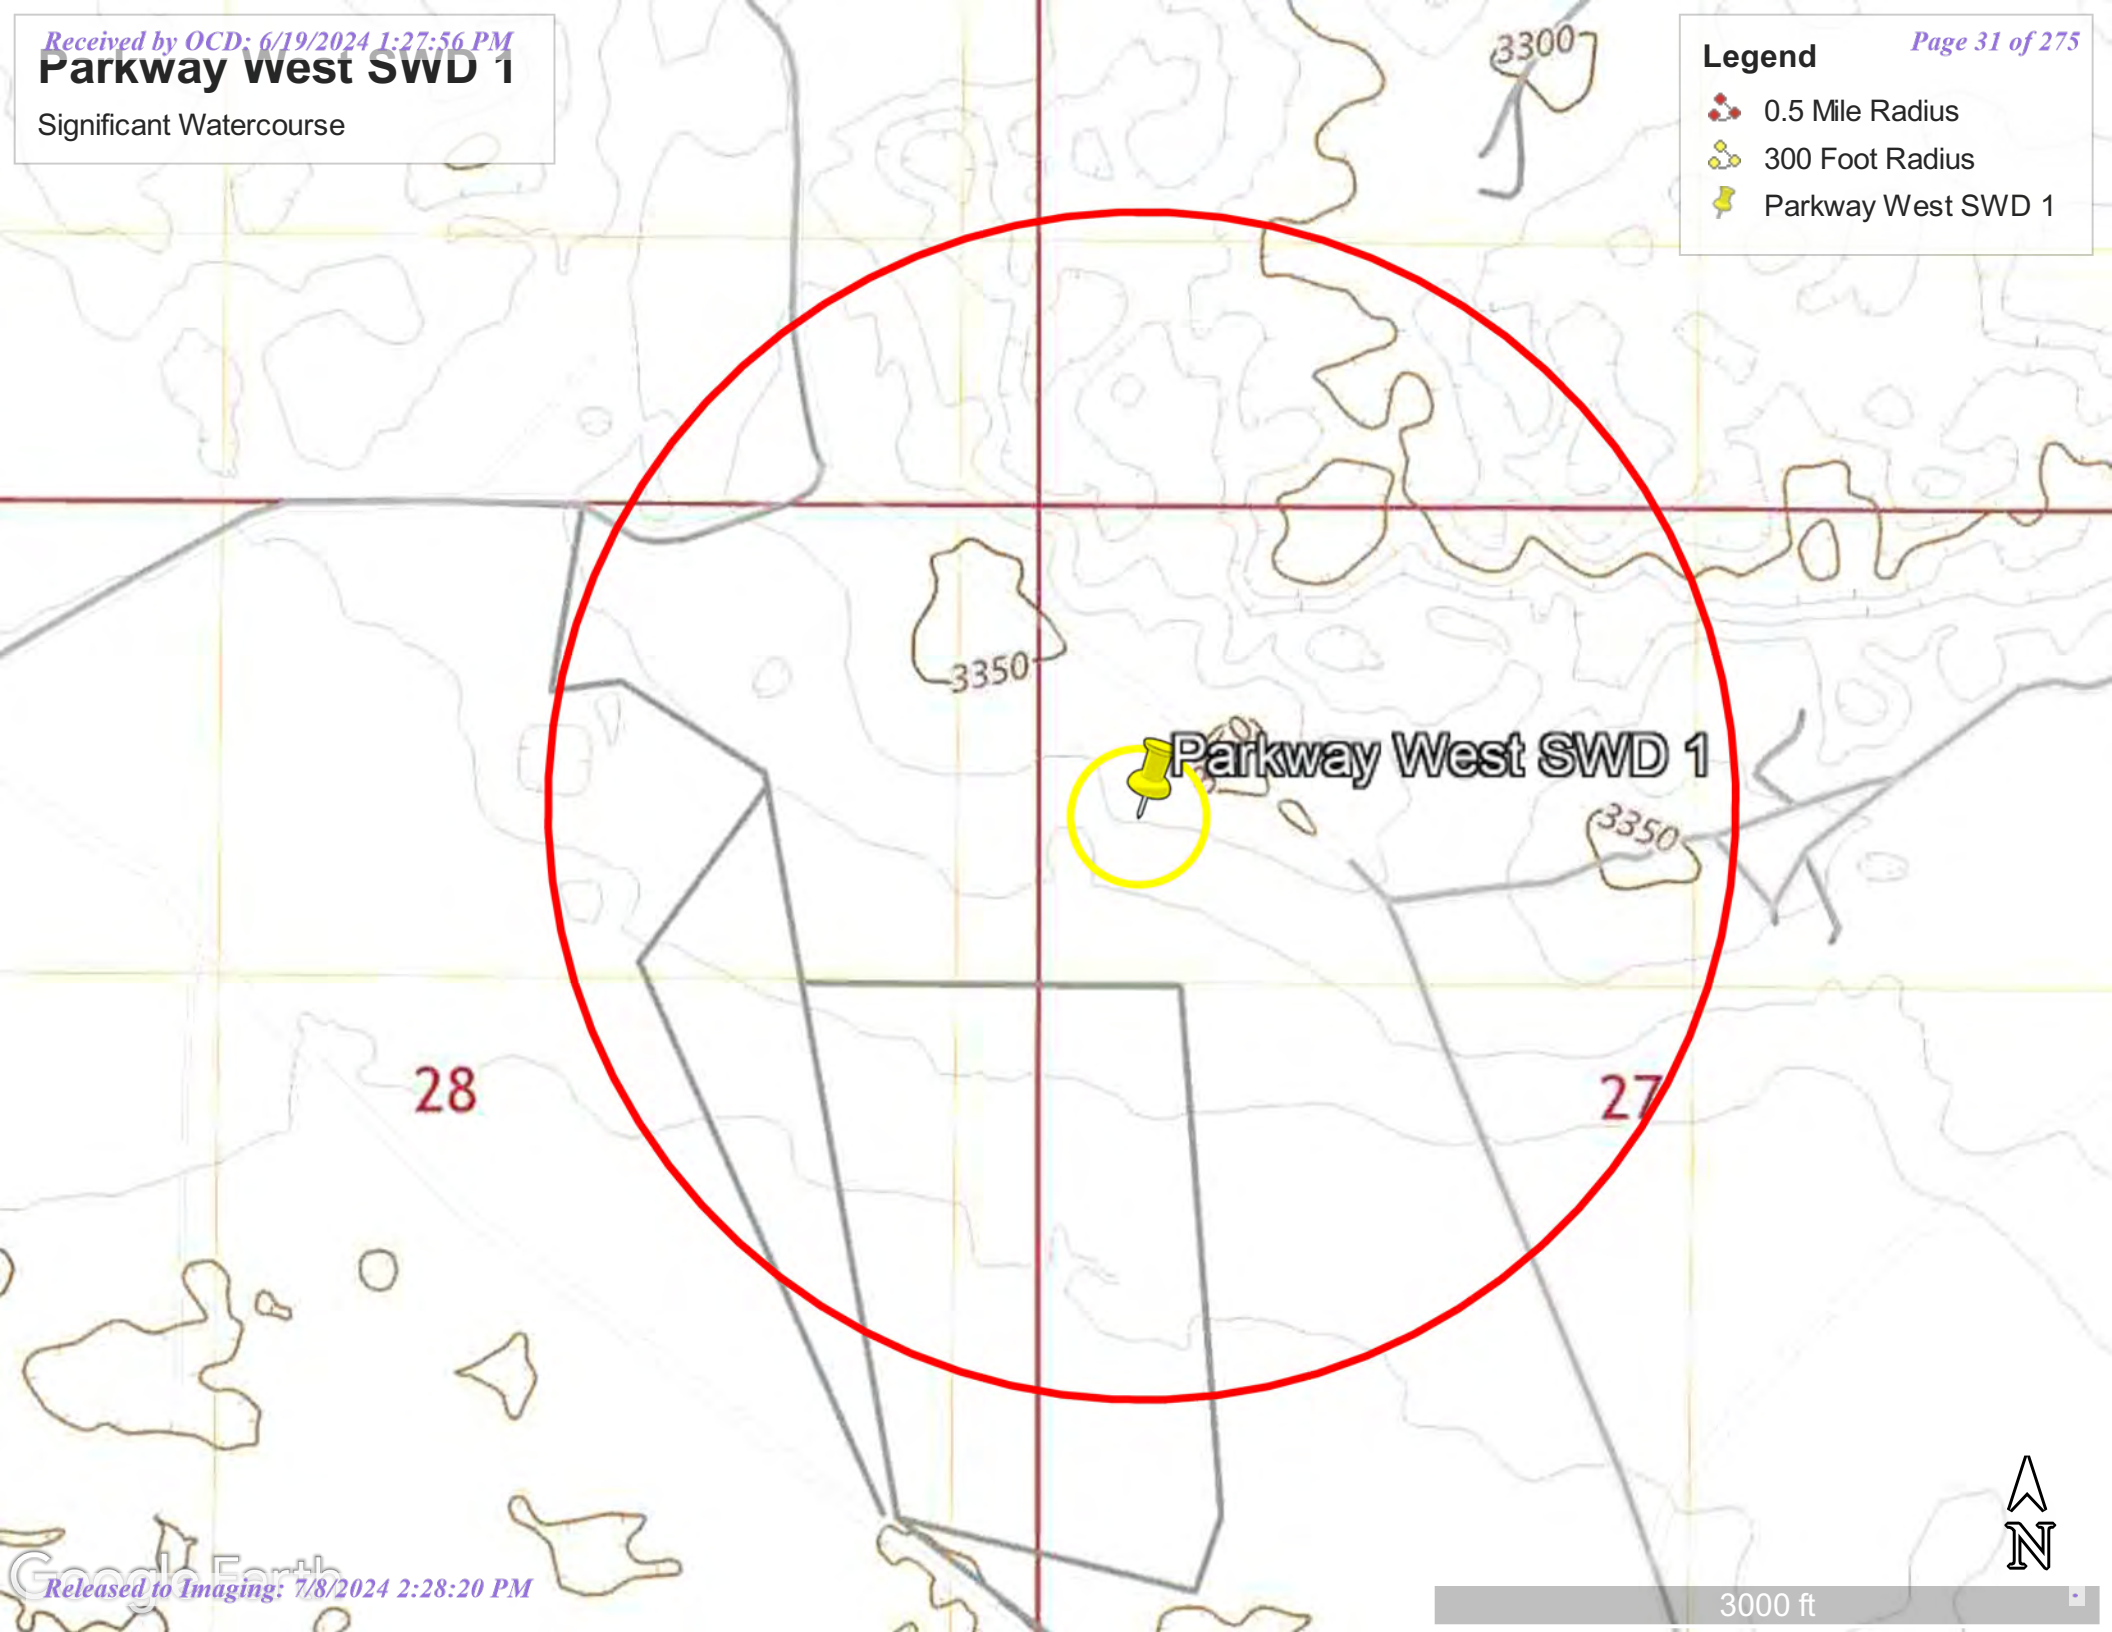 Received by OCD: 6/19/2024 1:27:56 PM
Parkway West SWD 1
Significant Watercourse
Page 31 of 275
Legend
0.5 Mile Radius
300 Foot Radius
Parkway West SWD 1
3300
3350
Parkway West SWD 1
3350
28
27
N
Google Earth
Released to Imaging: 7/8/2024 2:28:20 PM
3000 ft